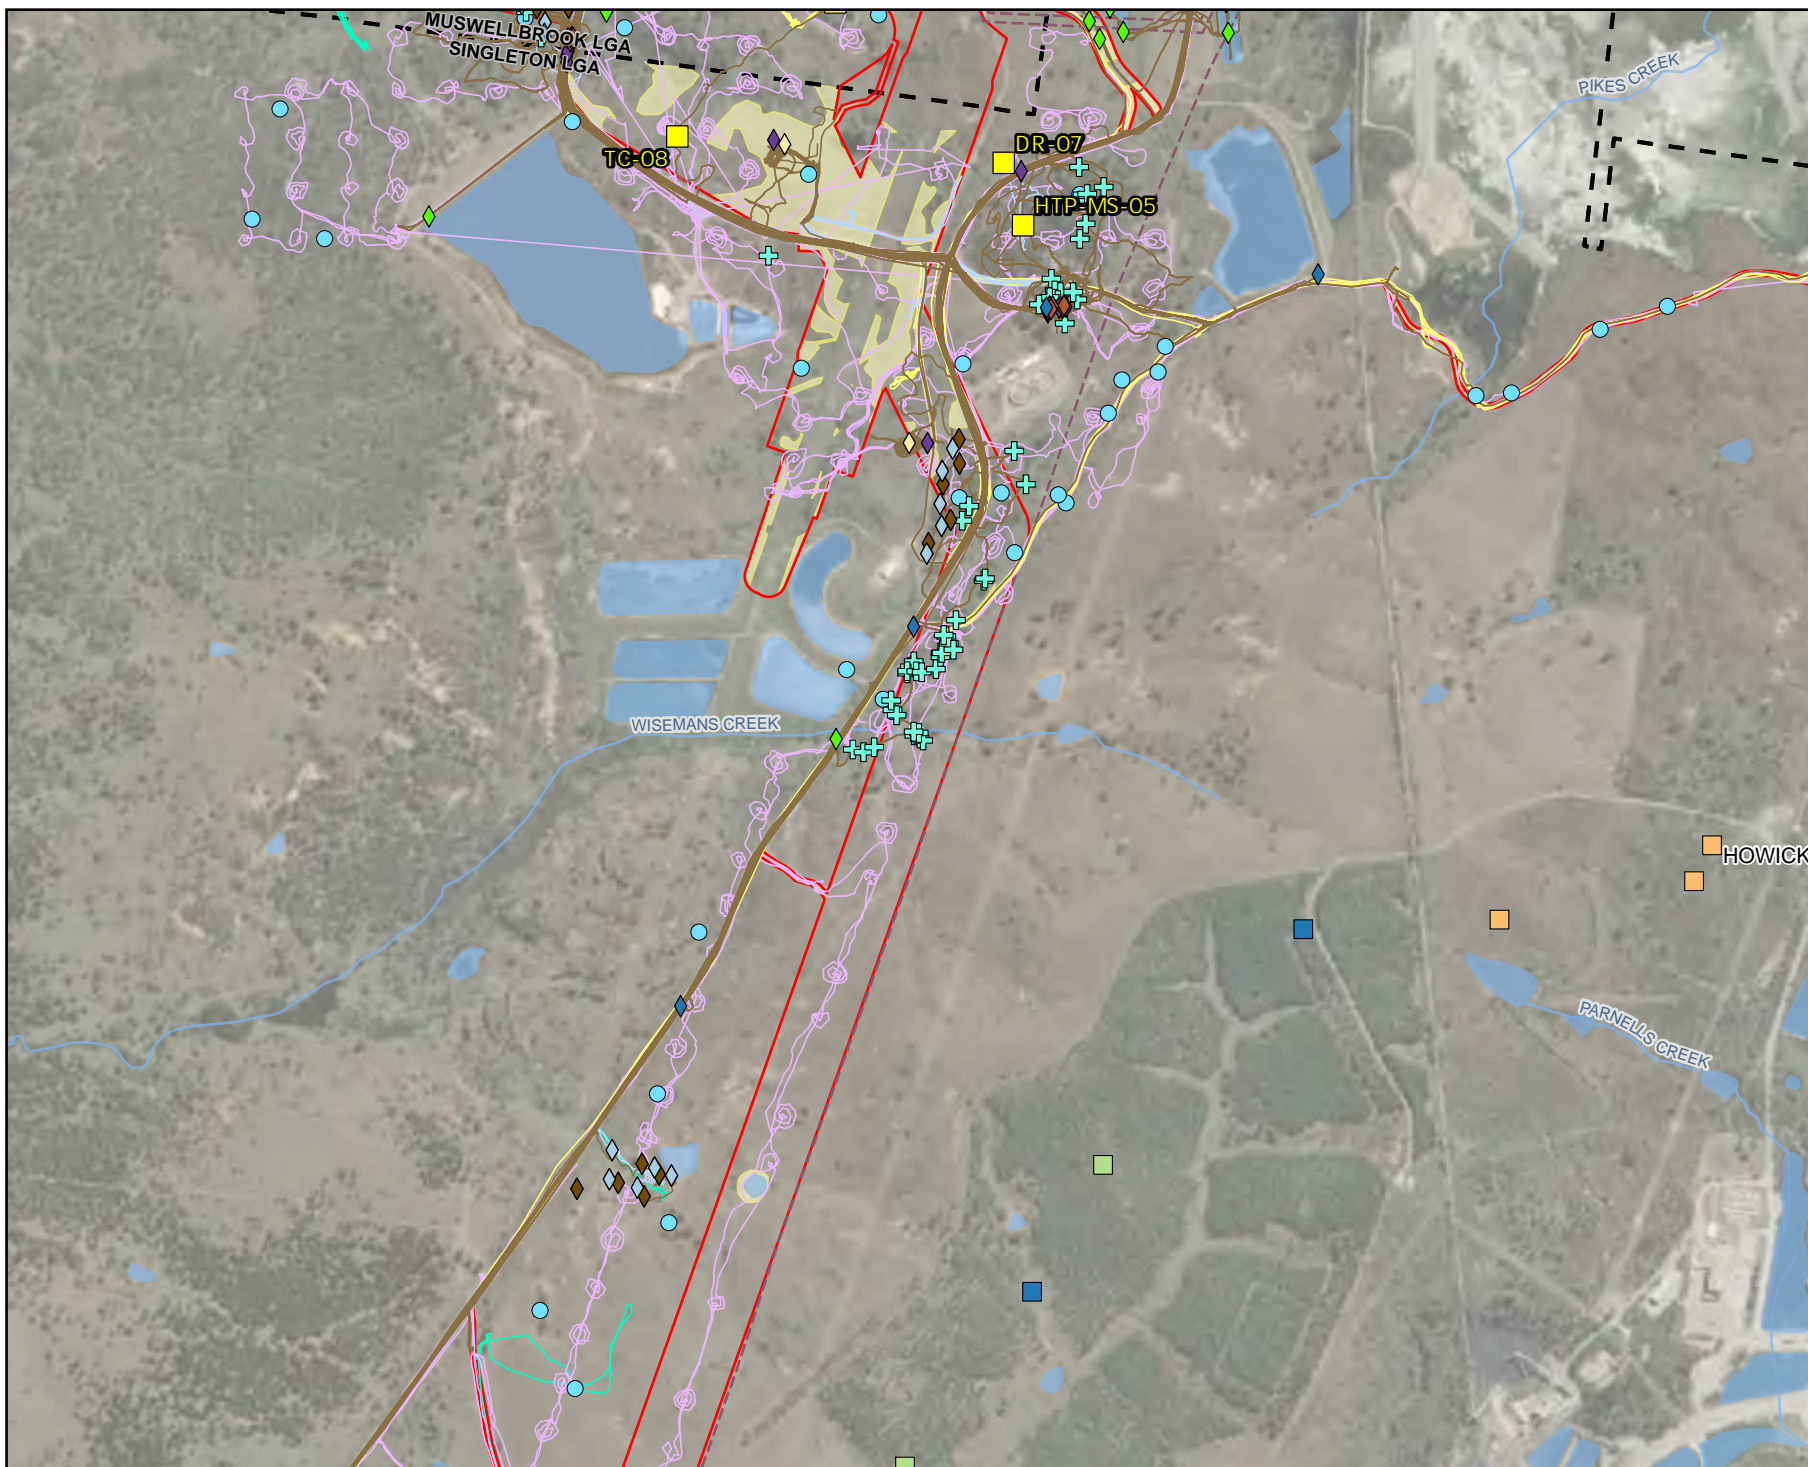 MUSWELLBROOK LGA
SINGLETON LGA
PIKES CREEK
TC-08
DR-07
HTP-MS-05
WISEMANS CREEK
HOWICK
PARNELLS CREEK